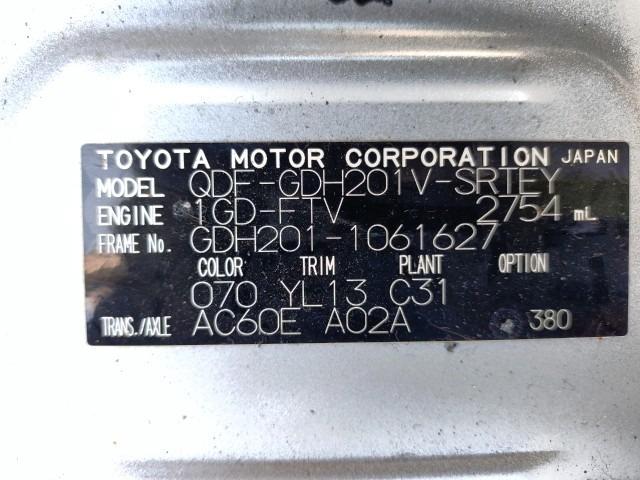 TOYOTA MOTOR CORPORATION JAPAN
MODEL QDF-GDH201V-SRTEY
ENGINE 1GD-FTV 2754 mL
FRAME No. GDH201-1061627
COLOR TRIM PLANT OPTION
070 YL13 C31
TRANS./AXLE AC60E A02A 380